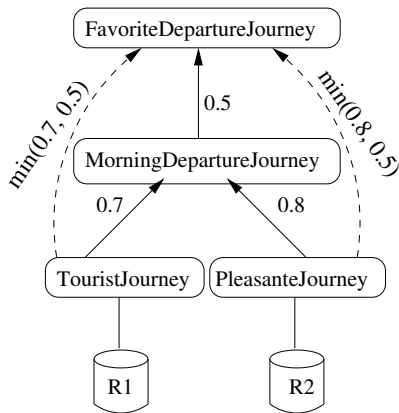 FavoriteDepartureJourney
min(0.7, 0.5)
0.5
min(0.8, 0.5)
MorningDepartureJourney
0.7
0.8
TouristJourney
PleasanteJourney
R1
R2